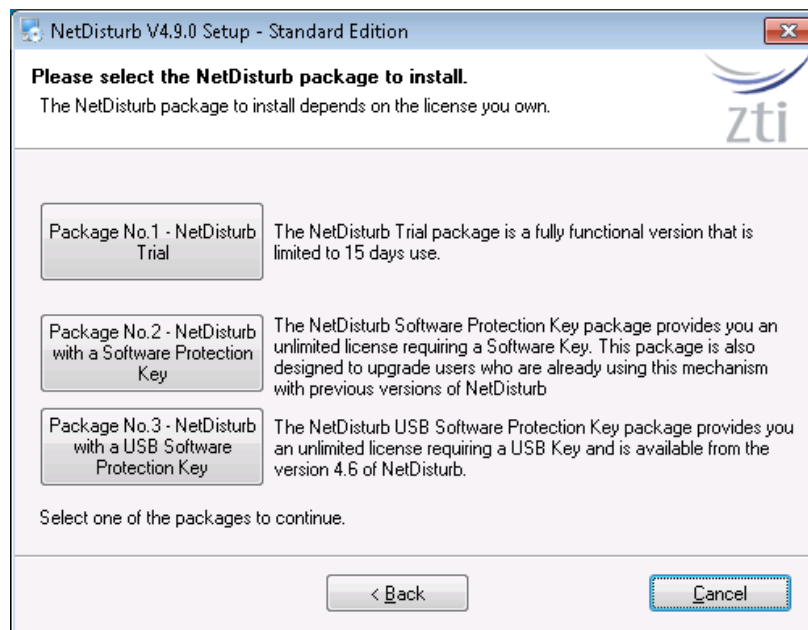 NetDisturb V4.9.0 Setup - Standard Edition
Please select the NetDisturb package to install.
The NetDisturb package to install depends on the license you own.
zti
Package No.1 - NetDisturb
Trial
The NetDisturb Trial package is a fully functional version that is
limited to 15 days use.
Package No.2 - NetDisturb
with a Software Protection
Key
The NetDisturb Software Protection Key package provides you an
unlimited license requiring a Software Key. This package is also
designed to upgrade users who are already using this mechanism
with previous versions of NetDisturb
Package No.3 - NetDisturb
with a USB Software
Protection Key
The NetDisturb USB Software Protection Key package provides you
an unlimited license requiring a USB Key and is available from the
version 4.6 of NetDisturb.
Select one of the packages to continue.
< Back
Cancel